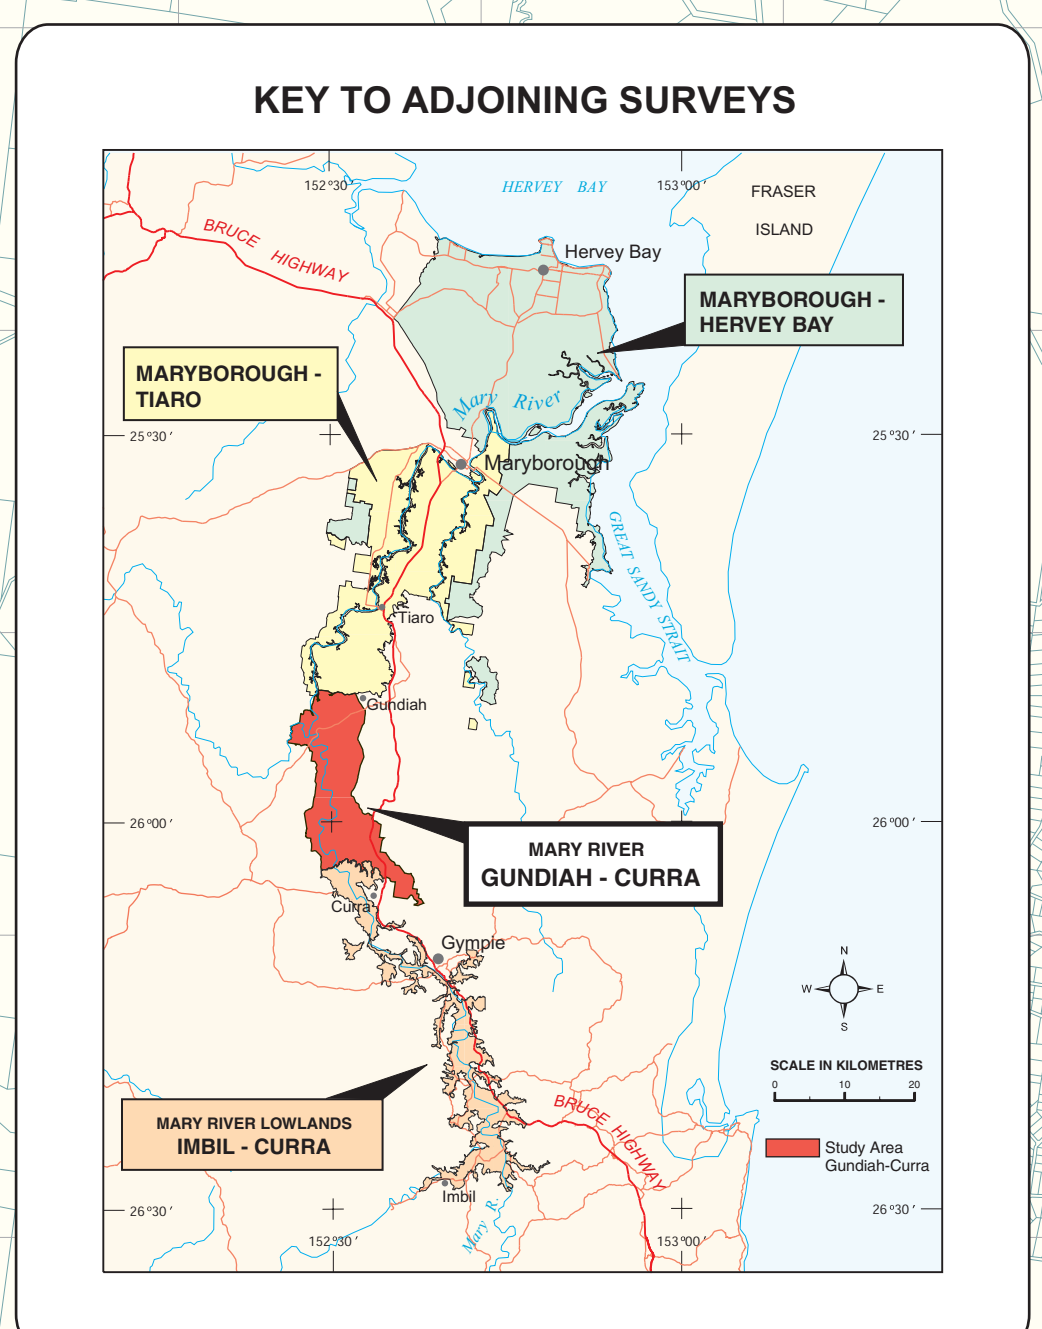 KEY TO ADJOINING SURVEYS
152°30′
HERVEY BAY
153°00′
FRASER
ISLAND
BRUCE HIGHWAY
Hervey Bay
MARYBOROUGH -
HERVEY BAY
MARYBOROUGH -
TIARO
Mary River
25°30′
25°30′
Maryborough
GREAT SANDY STRAIT
Tiaro
Gundiah
26°00′
26°00′
MARY RIVER
GUNDIAH - CURRA
Curra
Gympie
N
W
E
S
SCALE IN KILOMETRES
0 10 20
MARY RIVER LOWLANDS
IMBIL - CURRA
BRUCE HIGHWAY
Study Area
Gundiah-Curra
Imbil
Mary R.
26°30′
26°30′
152°30′
153°00′